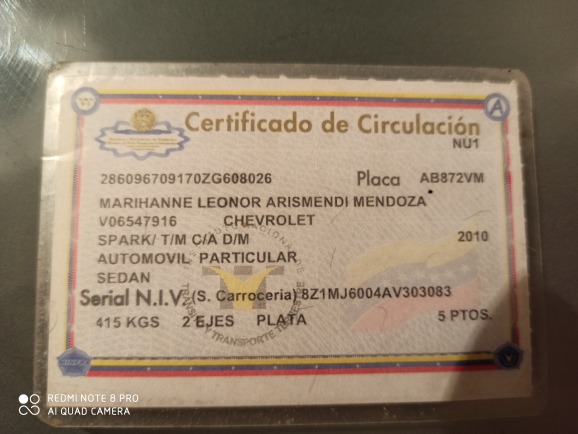 Certificado de Circulación
NU1
286096709170ZG608026 Placa AB872VM
MARIHANNE LEONOR ARISMENDI MENDOZA
V06547916 CHEVROLET
SPARK/ T/M C/A D/M 2010
AUTOMOVIL PARTICULAR
SEDAN
Serial N.I.V. (S. Carroceria) 8Z1MJ6004AV303083
415 KGS 2 EJES PLATA 5 PTOS.
TRANSPORTE TERRESTRE
REDMI NOTE 8 PRO
AI QUAD CAMERA